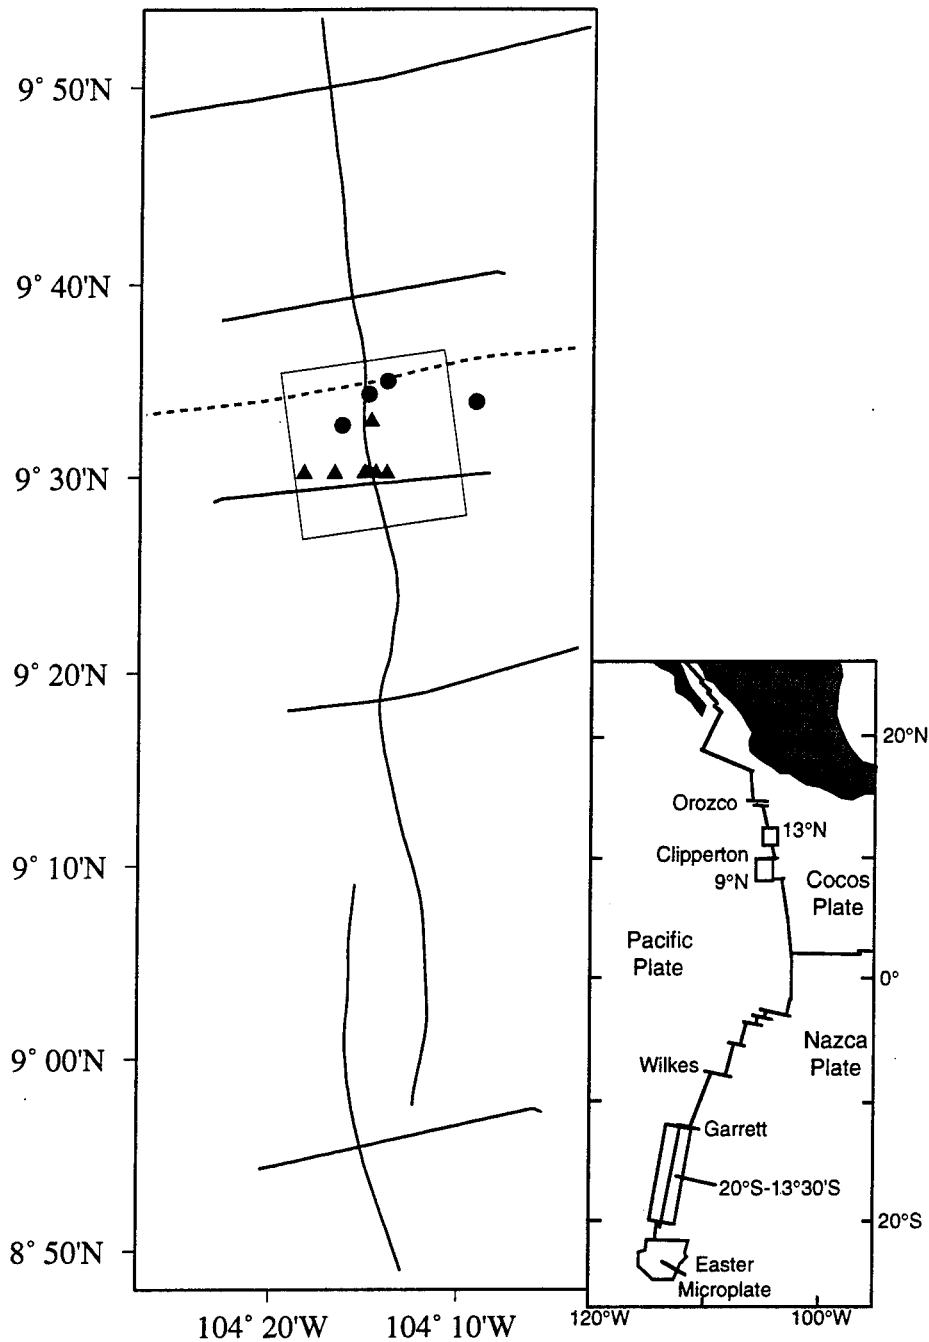 9° 50'N
9° 40'N
9° 30'N
9° 20'N
9° 10'N
9° 00'N
8° 50'N
104° 20'W
104° 10'W
20°N
Orozco
13°N
Clipperton
9°N
Cocos
Plate
Pacific
Plate
0°
Nazca
Plate
Wilkes
Garrett
20°S-13°30'S
20°S
Easter
Microplate
120°W
100°W